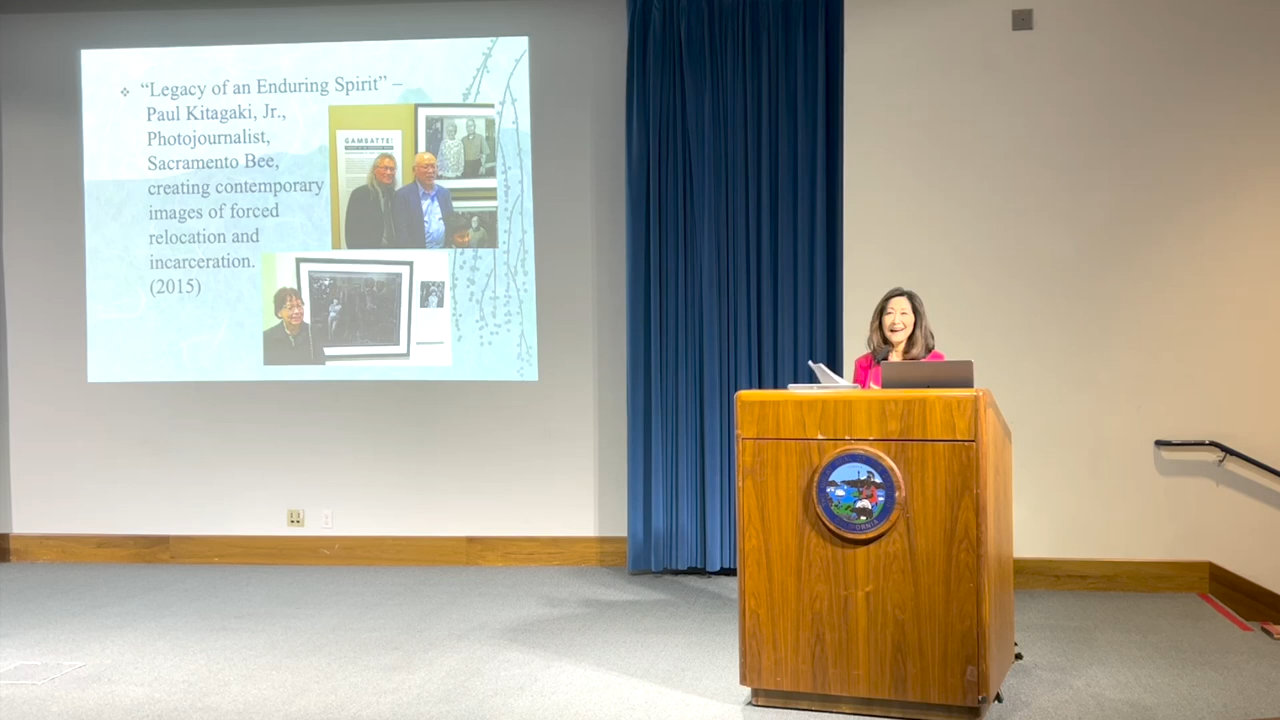 “Legacy of an Enduring Spirit” –
Paul Kitagaki, Jr.,
Photojournalist,
Sacramento Bee,
creating contemporary
images of forced
relocation and
incarceration.
(2015)
GAMBATTE!
CALIFORNIA